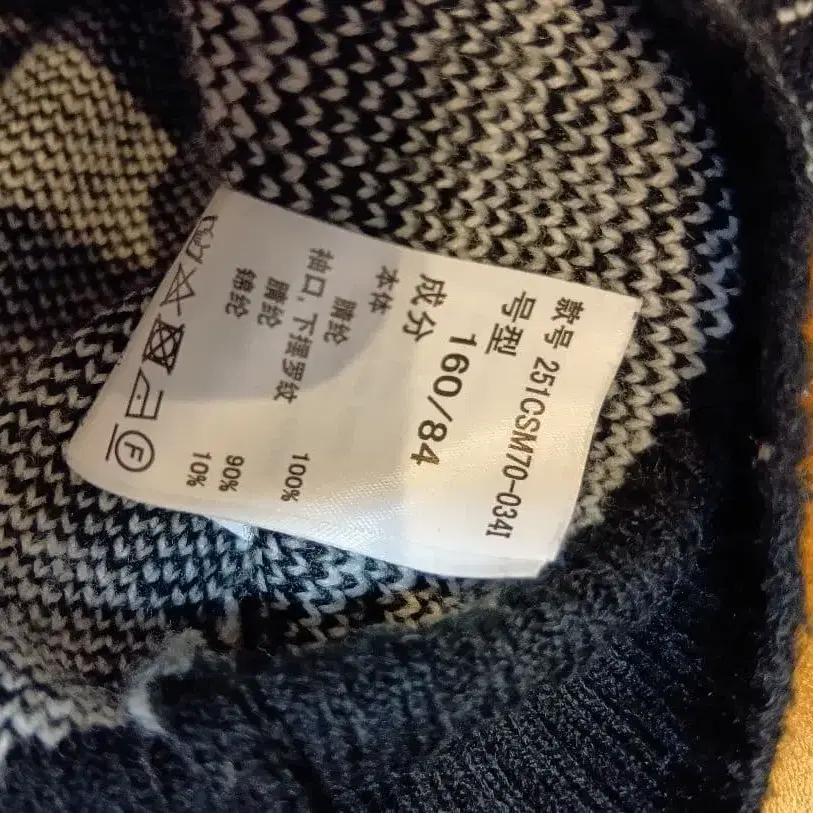 款号 251CSM70-034I
号型 160/84
成分
本体
腈纶 100%
袖口,下摆罗纹
腈纶 90%
锦纶 10%
F